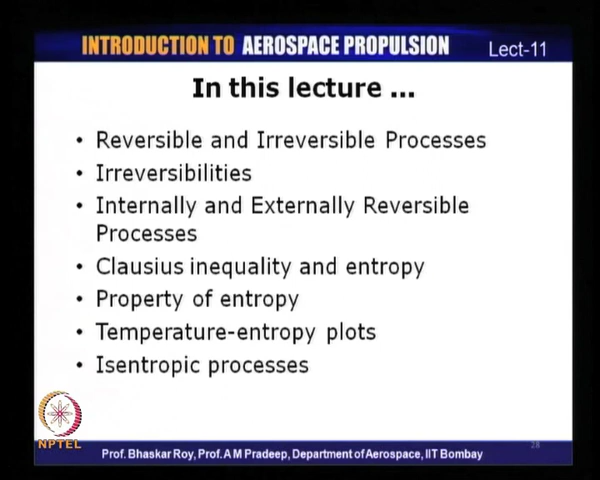 INTRODUCTION TO AEROSPACE PROPULSION Lect-11
In this lecture ...
• Reversible and Irreversible Processes
• Irreversibilities
• Internally and Externally Reversible
Processes
• Clausius inequality and entropy
• Property of entropy
• Temperature-entropy plots
• Isentropic processes
NPTEL
28
Prof. Bhaskar Roy, Prof. A M Pradeep, Department of Aerospace, IIT Bombay